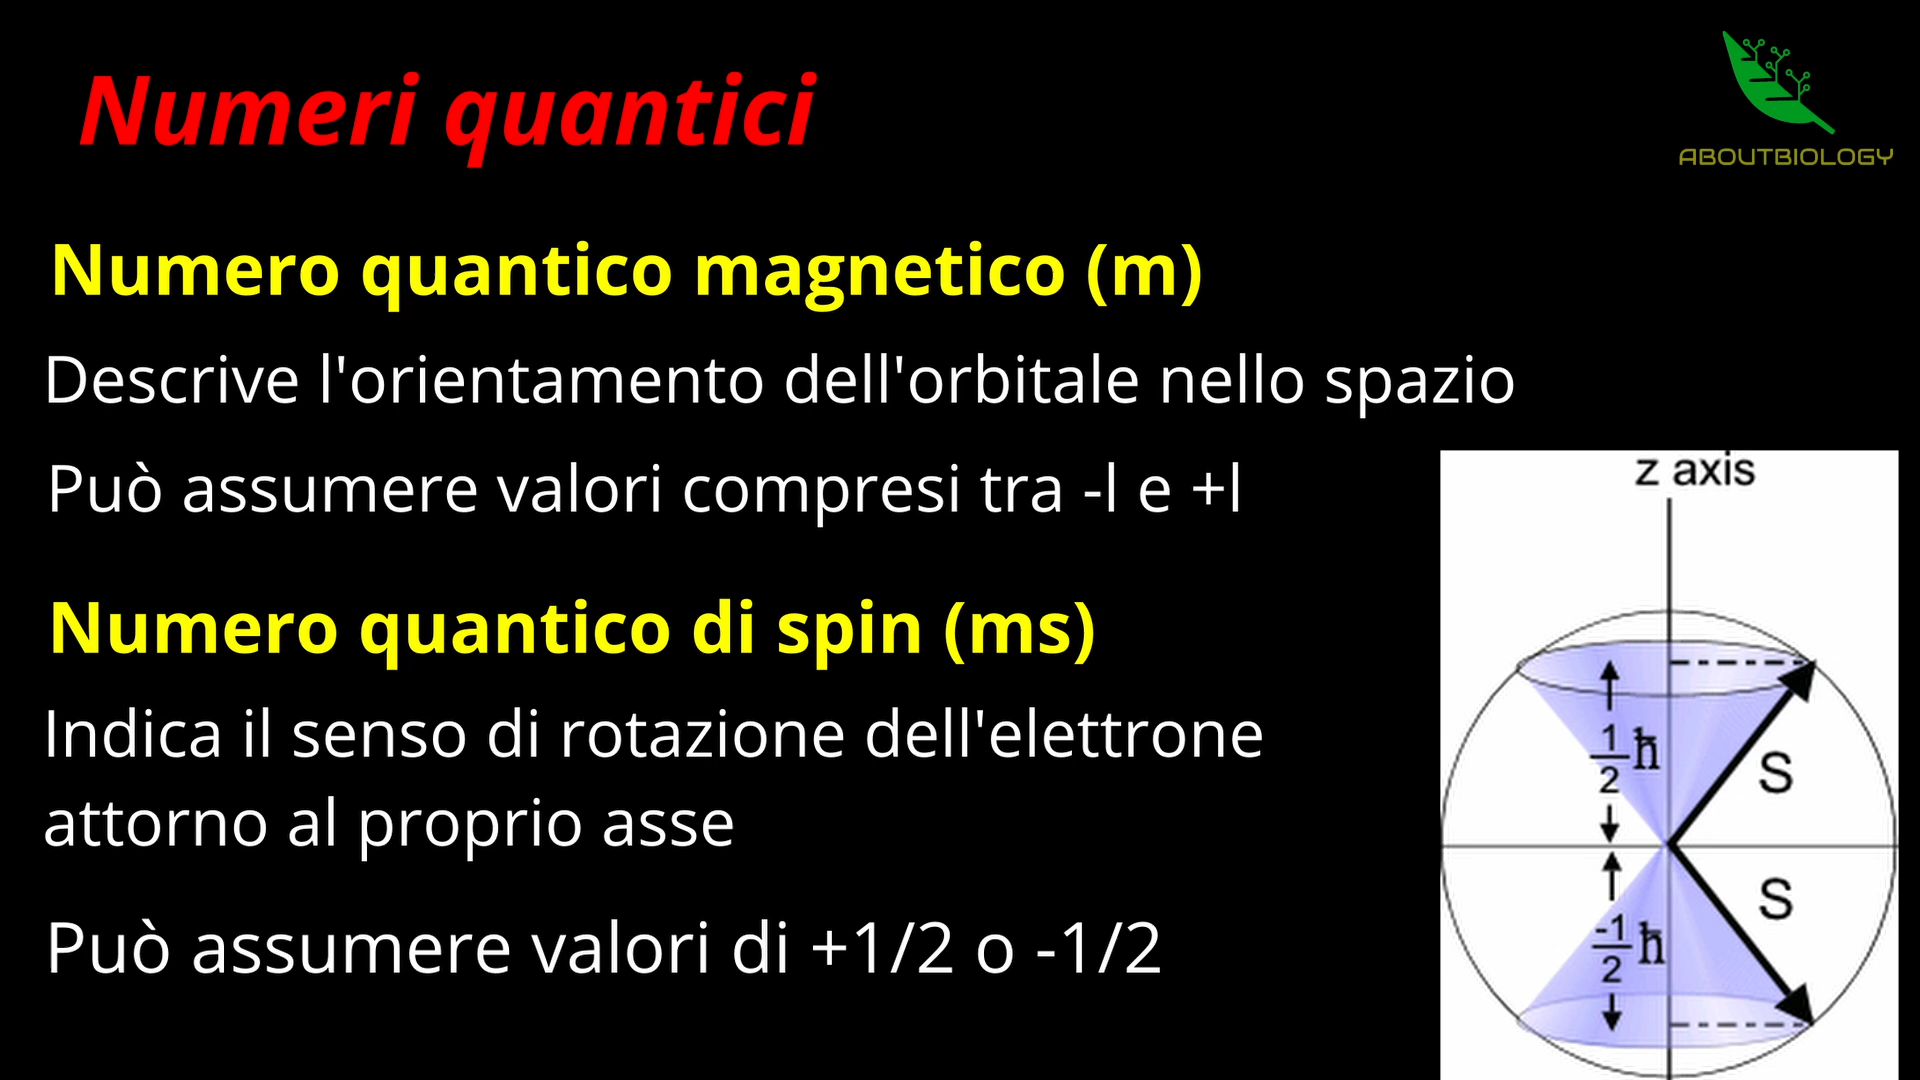 Numeri quantici
ABOUTBIOLOGY
Numero quantico magnetico (m)
Descrive l'orientamento dell'orbitale nello spazio
Può assumere valori compresi tra -l e +l
Numero quantico di spin (ms)
Indica il senso di rotazione dell'elettrone
attorno al proprio asse
Può assumere valori di +1/2 o -1/2
z axis
1/2 ħ
S
S
-1/2 ħ